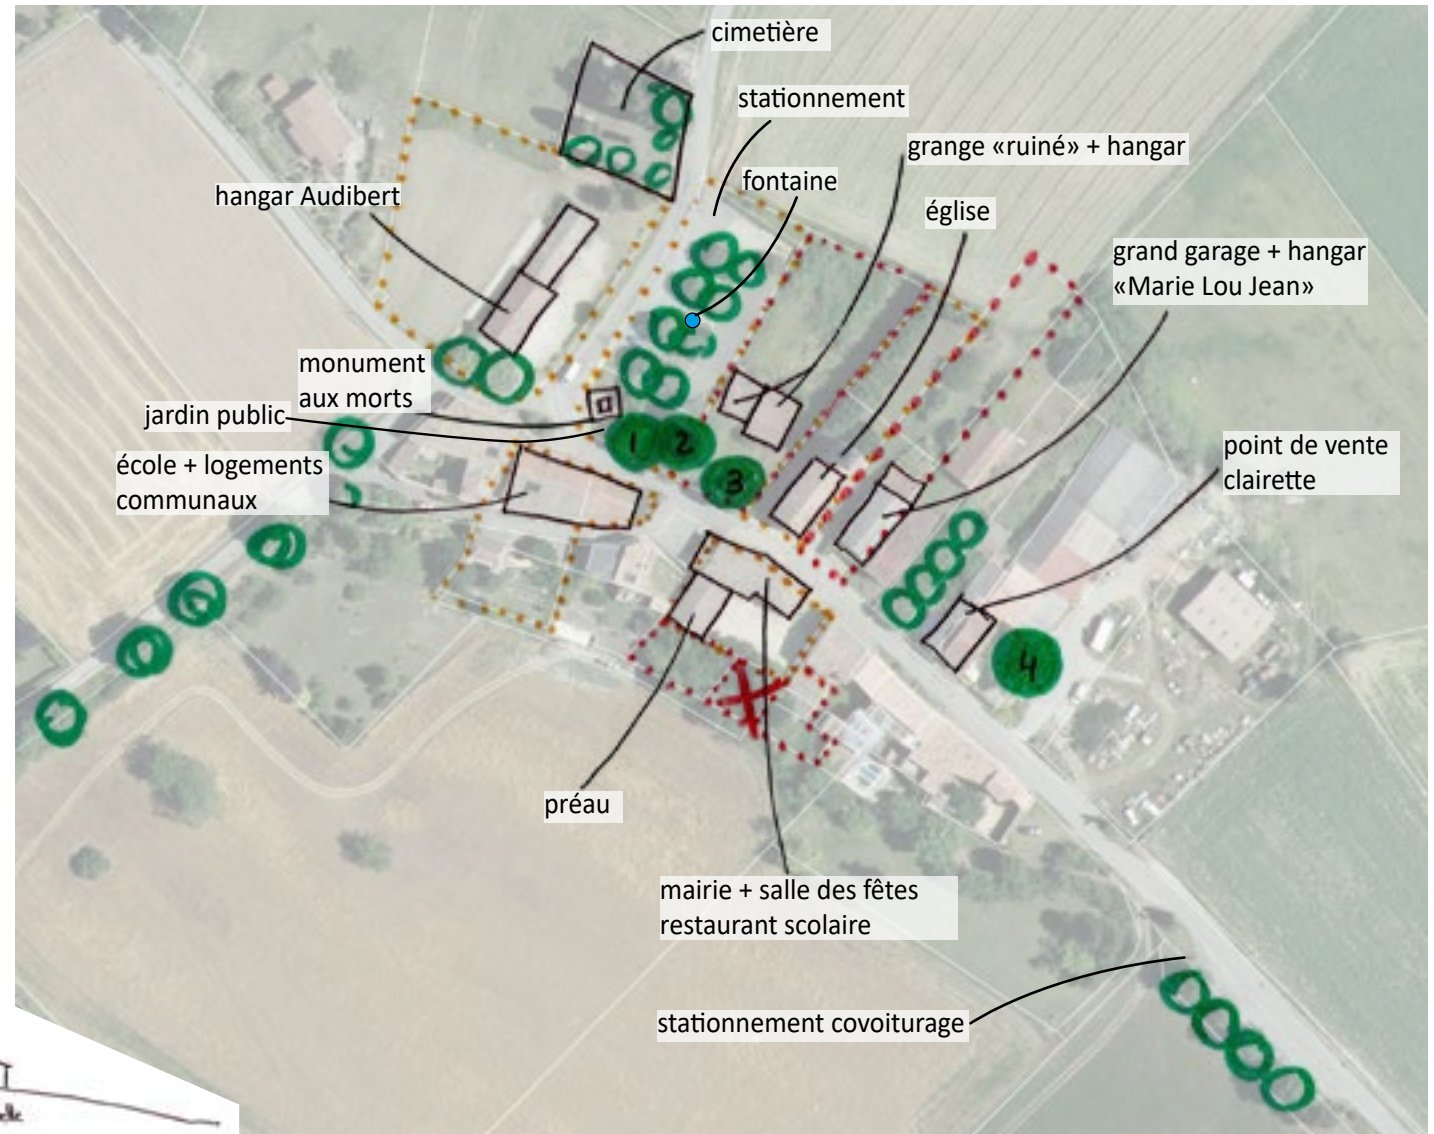 cimetière
stationnement
grange «ruiné» + hangar
fontaine
hangar Audibert
église
grand garage + hangar
«Marie Lou Jean»
monument
aux morts
jardin public
école + logements
communaux
point de vente
clairette
1
2
3
4
préau
mairie + salle des fêtes
restaurant scolaire
stationnement covoiturage